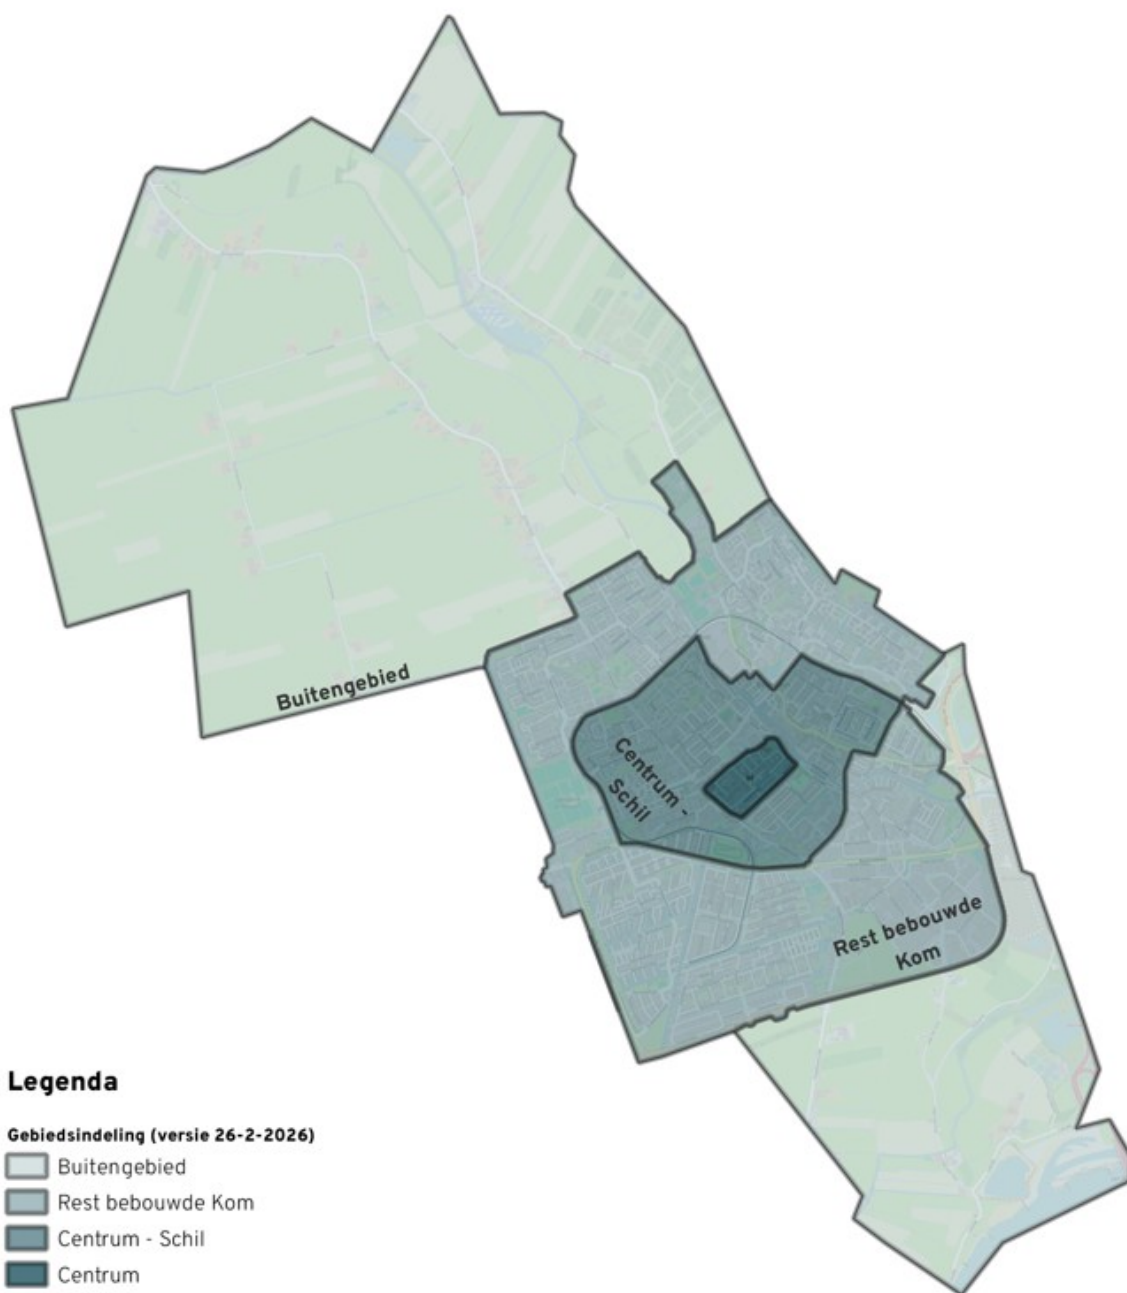 Buitengebied
Centrum -
Schil
Rest bebouwde
Kom
Legenda
Gebiedsindeling (versie 26-2-2026)
Buitengebied
Rest bebouwde Kom
Centrum - Schil
Centrum